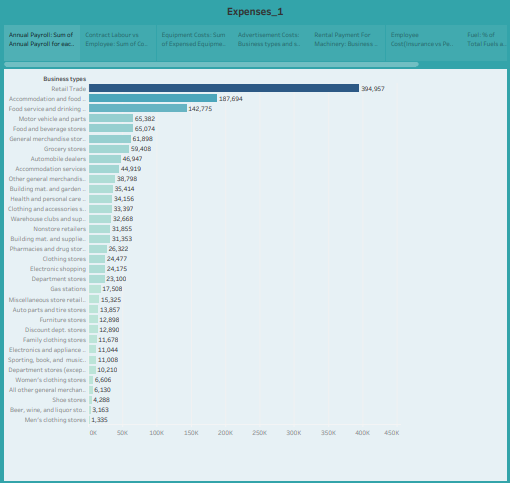 Expenses_1
Annual Payroll: Sum of
Annual Payroll for eac..
Contract Labour vs
Employee: Sum of Co..
Equipment Costs: Sum
of Expensed Equipme..
Advertisement Costs
Business types and s..
Rental Payment For
Machinery: Business ..
Employee
Cost(Insurance vs Pe..
Fuel: % of
Total Fuels a..
Business types
Retail Trade 394,957
Accommodation and food .. 187,694
Food service and drinking .. 142,775
Motor vehicle and parts 65,382
Food and beverage stores 65,074
General merchandise stor.. 61,898
Grocery stores 59,408
Automobile dealers 46,947
Accommodation services 44,919
Other general merchandis.. 38,798
Building mat. and garden .. 35,414
Health and personal care .. 34,156
Clothing and accessories s.. 33,397
Warehouse clubs and sup.. 32,668
Nonstore retailers 31,855
Building mat. and supplie.. 31,353
Pharmacies and drug stor.. 26,322
Clothing stores 24,477
Electronic shopping 24,175
Department stores 23,100
Gas stations 17,508
Miscellaneous store retail.. 15,325
Auto parts and tire stores 13,857
Furniture stores 12,898
Discount dept. stores 12,890
Family clothing stores 11,678
Electronics and appliance .. 11,044
Sporting, book, and music .. 11,008
Department stores (excep.. 10,210
Women's clothing stores 6,606
All other general merchan.. 6,130
Shoe stores 4,288
Beer, wine, and liquor sto.. 3,163
Men's clothing stores 1,335
0K 50K 100K 150K 200K 250K 300K 350K 400K 450K